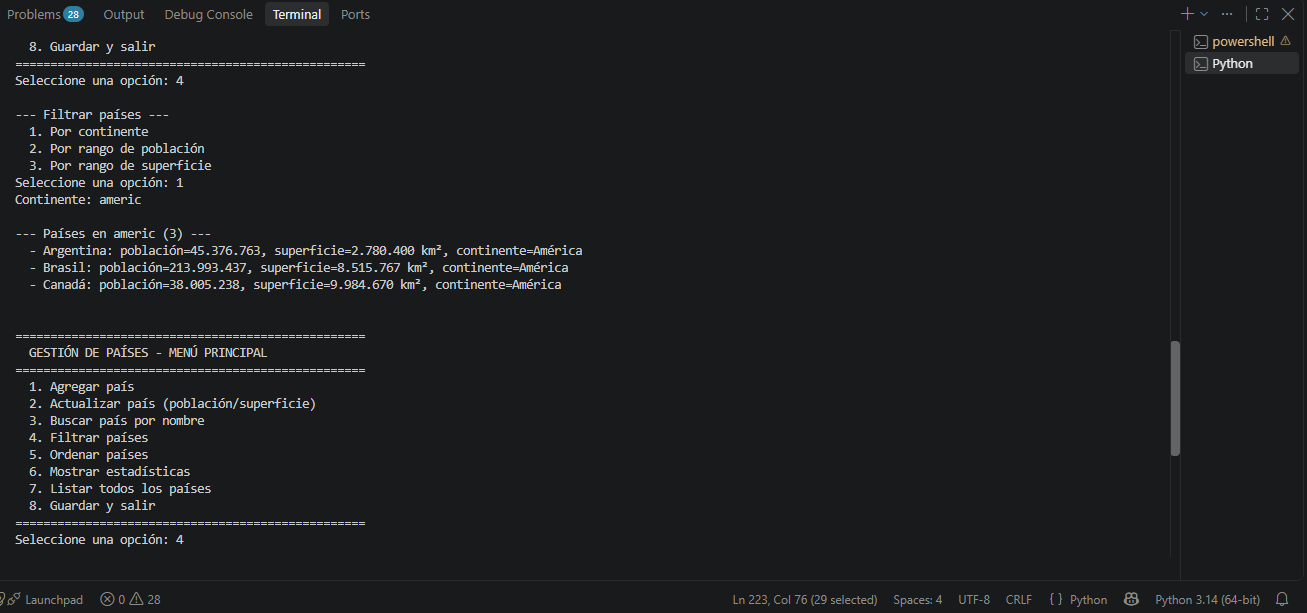 Problems 28 Output Debug Console Terminal Ports
powershell
Python
8. Guardar y salir
==================================================
Seleccione una opción: 4
--- Filtrar países ---
1. Por continente
2. Por rango de población
3. Por rango de superficie
Seleccione una opción: 1
Continente: americ
--- Países en americ (3) ---
- Argentina: población=45.376.763, superficie=2.780.400 km², continente=América
- Brasil: población=213.993.437, superficie=8.515.767 km², continente=América
- Canadá: población=38.005.238, superficie=9.984.670 km², continente=América
==================================================
GESTIÓN DE PAÍSES - MENÚ PRINCIPAL
==================================================
1. Agregar país
2. Actualizar país (población/superficie)
3. Buscar país por nombre
4. Filtrar países
5. Ordenar países
6. Mostrar estadísticas
7. Listar todos los países
8. Guardar y salir
==================================================
Seleccione una opción: 4
Launchpad 0 28 Ln 223, Col 76 (29 selected) Spaces: 4 UTF-8 CRLF { } Python Python 3.14 (64-bit)